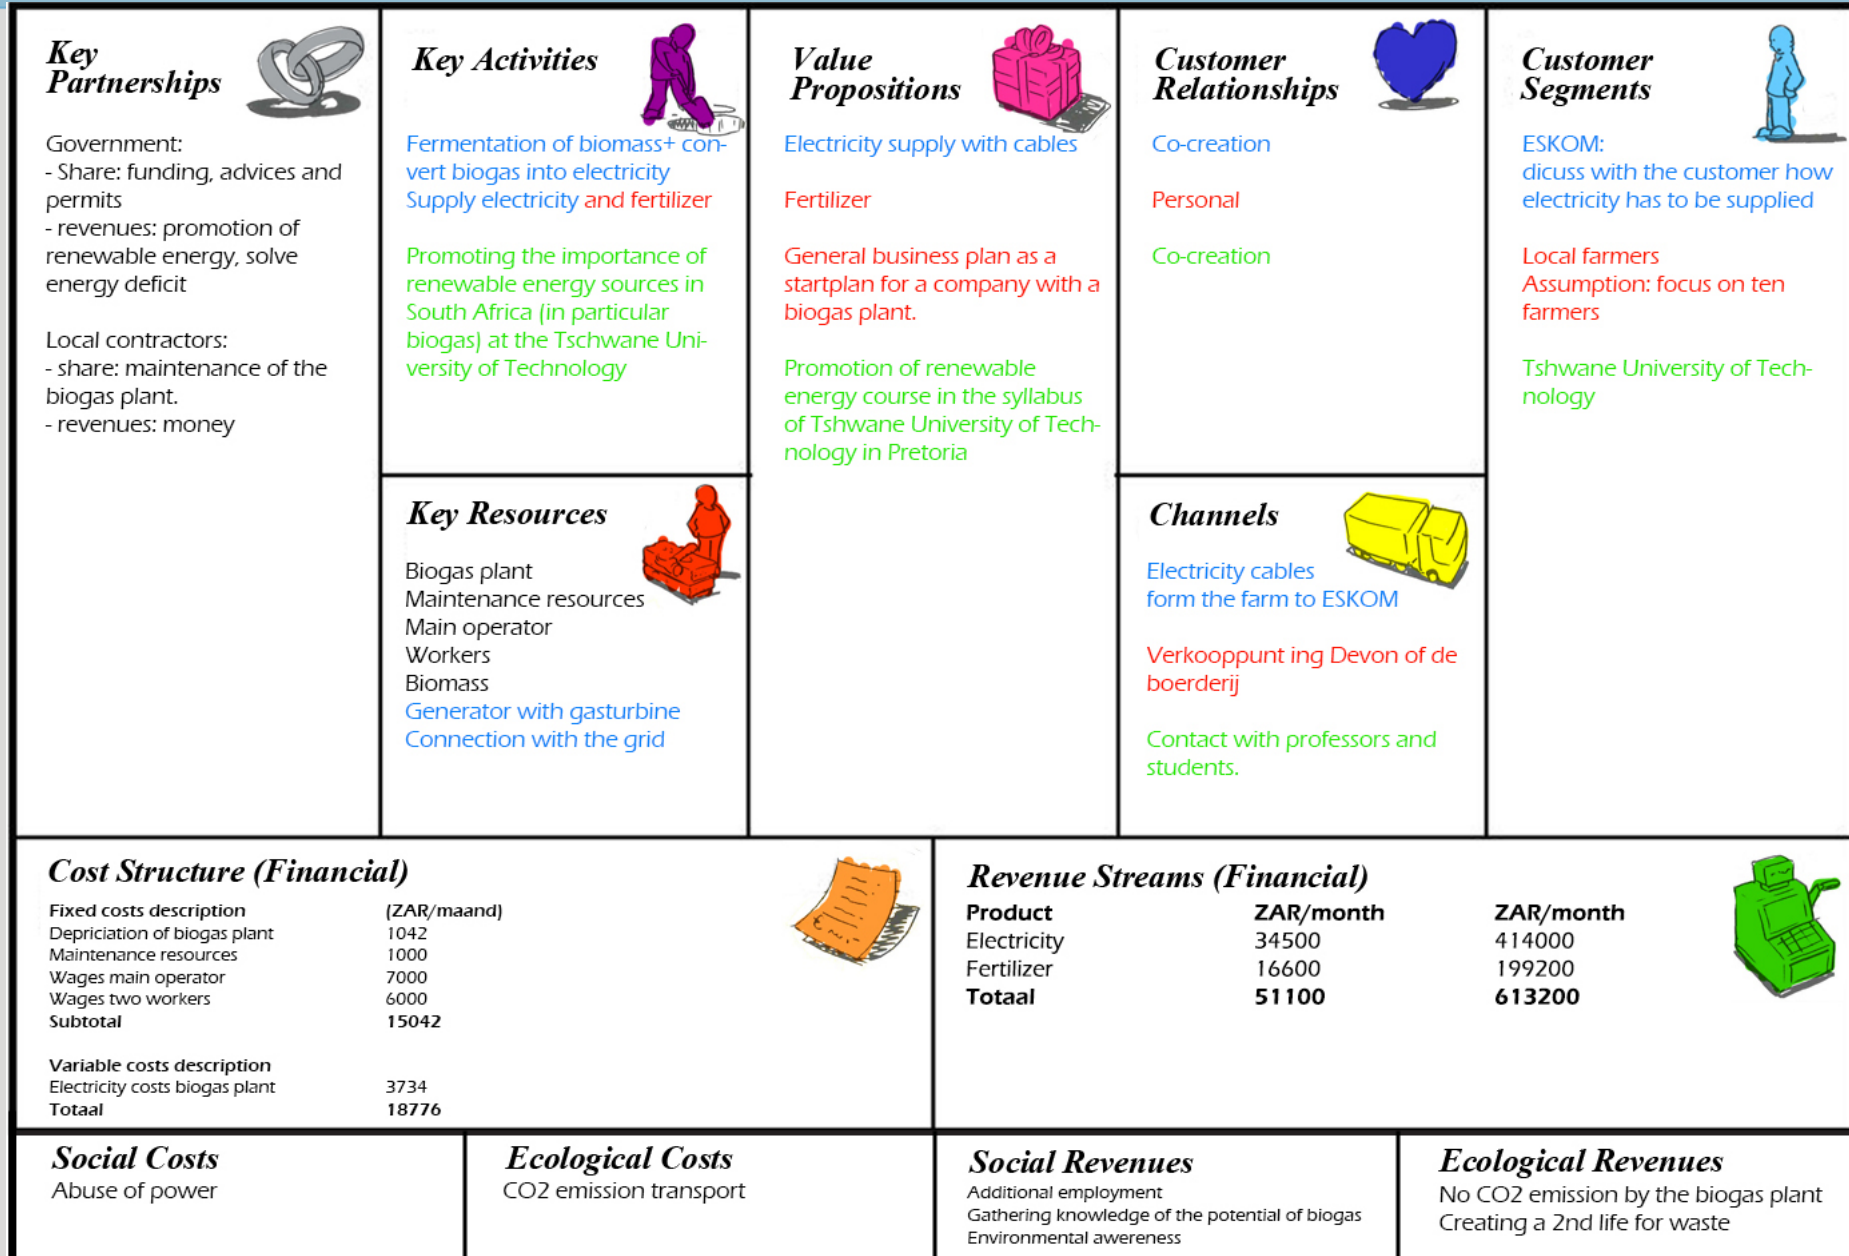 Key
Partnerships
Government:
- Share: funding, advices and
permits
- revenues: promotion of
renewable energy, solve
energy deficit
Local contractors:
- share: maintenance of the
biogas plant.
- revenues: money
Key Activities
Fermentation of biomass+ con-
vert biogas into electricity
Supply electricity and fertilizer
Promoting the importance of
renewable energy sources in
South Africa (in particular
biogas) at the Tschwane Uni-
versity of Technology
Key Resources
Biogas plant
Maintenance resources
Main operator
Workers
Biomass
Generator with gasturbine
Connection with the grid
Value
Propositions
Electricity supply with cables
Fertilizer
General business plan as a
startplan for a company with a
biogas plant.
Promotion of renewable
energy course in the syllabus
of Tshwane University of Tech-
nology in Pretoria
Customer
Relationships
Co-creation
Personal
Co-creation
Channels
Electricity cables
form the farm to ESKOM
Verkooppunt ing Devon of de
boerderij
Contact with professors and
students.
Customer
Segments
ESKOM:
dicuss with the customer how
electricity has to be supplied
Local farmers
Assumption: focus on ten
farmers
Tshwane University of Tech-
nology
Cost Structure (Financial)
Fixed costs description (ZAR/maand)
Depriciation of biogas plant 1042
Maintenance resources 1000
Wages main operator 7000
Wages two workers 6000
Subtotal 15042
Variable costs description
Electricity costs biogas plant 3734
Totaal 18776
Revenue Streams (Financial)
Product ZAR/month ZAR/month
Electricity 34500 414000
Fertilizer 16600 199200
Totaal 51100 613200
Social Costs
Abuse of power
Ecological Costs
CO2 emission transport
Social Revenues
Additional employment
Gathering knowledge of the potential of biogas
Environmental awereness
Ecological Revenues
No CO2 emission by the biogas plant
Creating a 2nd life for waste